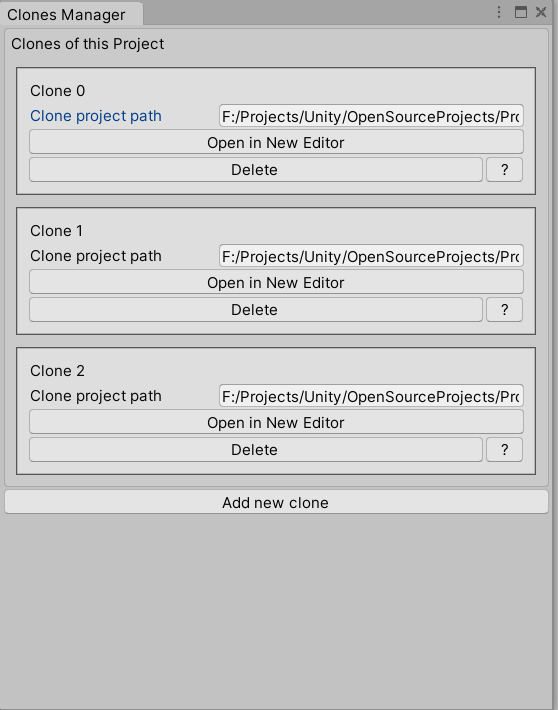 Clones Manager
Clones of this Project
Clone 0
Clone project path F:/Projects/Unity/OpenSourceProjects/Pro
Open in New Editor
Delete ?
Clone 1
Clone project path F:/Projects/Unity/OpenSourceProjects/Pro
Open in New Editor
Delete ?
Clone 2
Clone project path F:/Projects/Unity/OpenSourceProjects/Pro
Open in New Editor
Delete ?
Add new clone